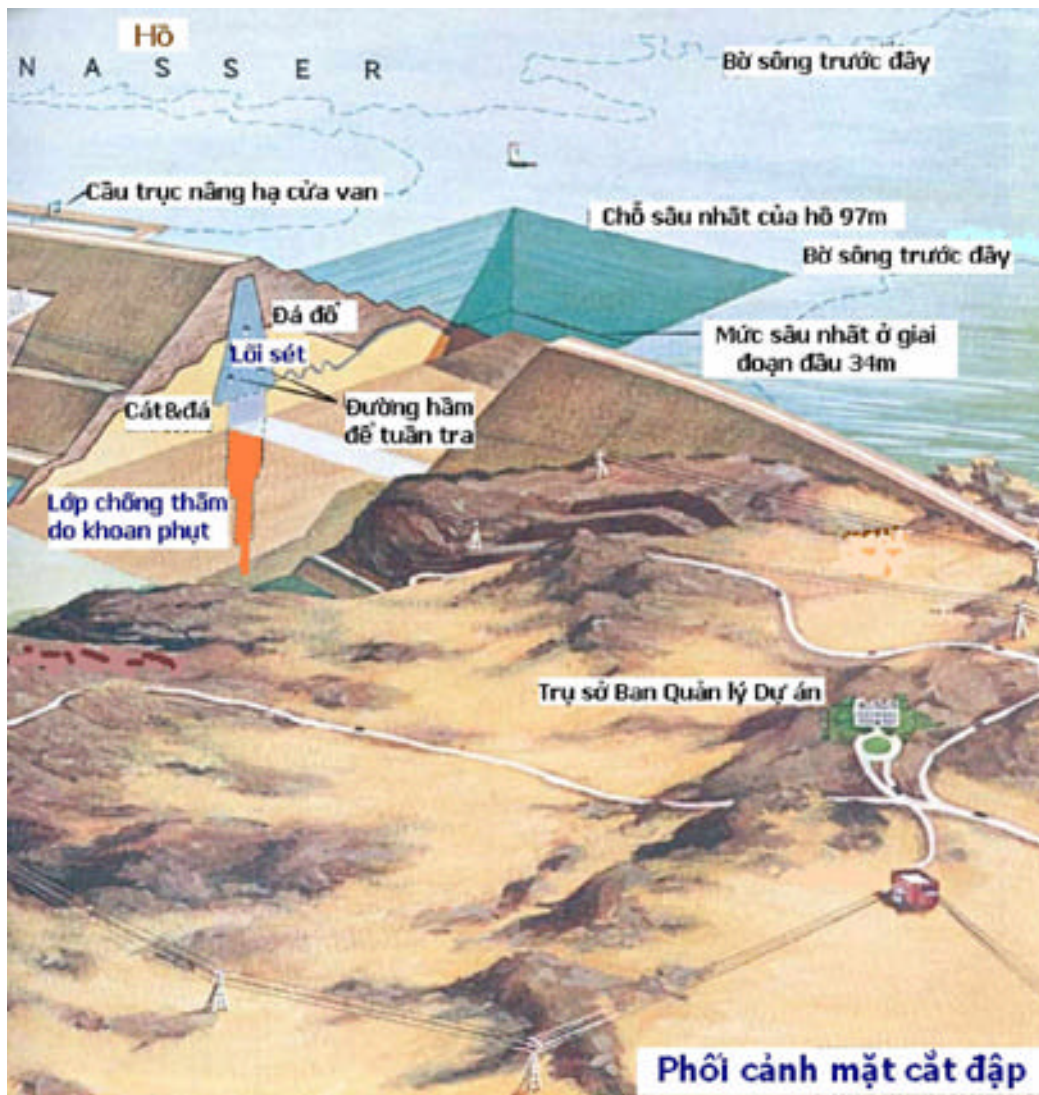 Hồ
NASSER
Bờ sông trước đây
Cầu trục nâng hạ cửa van
Chỗ sâu nhất của hồ 97m
Bờ sông trước đây
Đá đổ
Mức sâu nhất ở giai
đoạn đầu 34m
Lõi sét
Cát&đá
Đường hầm
để tuần tra
Lớp chống thấm
do khoan phụt
Trụ sở Ban Quản lý Dự án
Phối cảnh mặt cắt đập